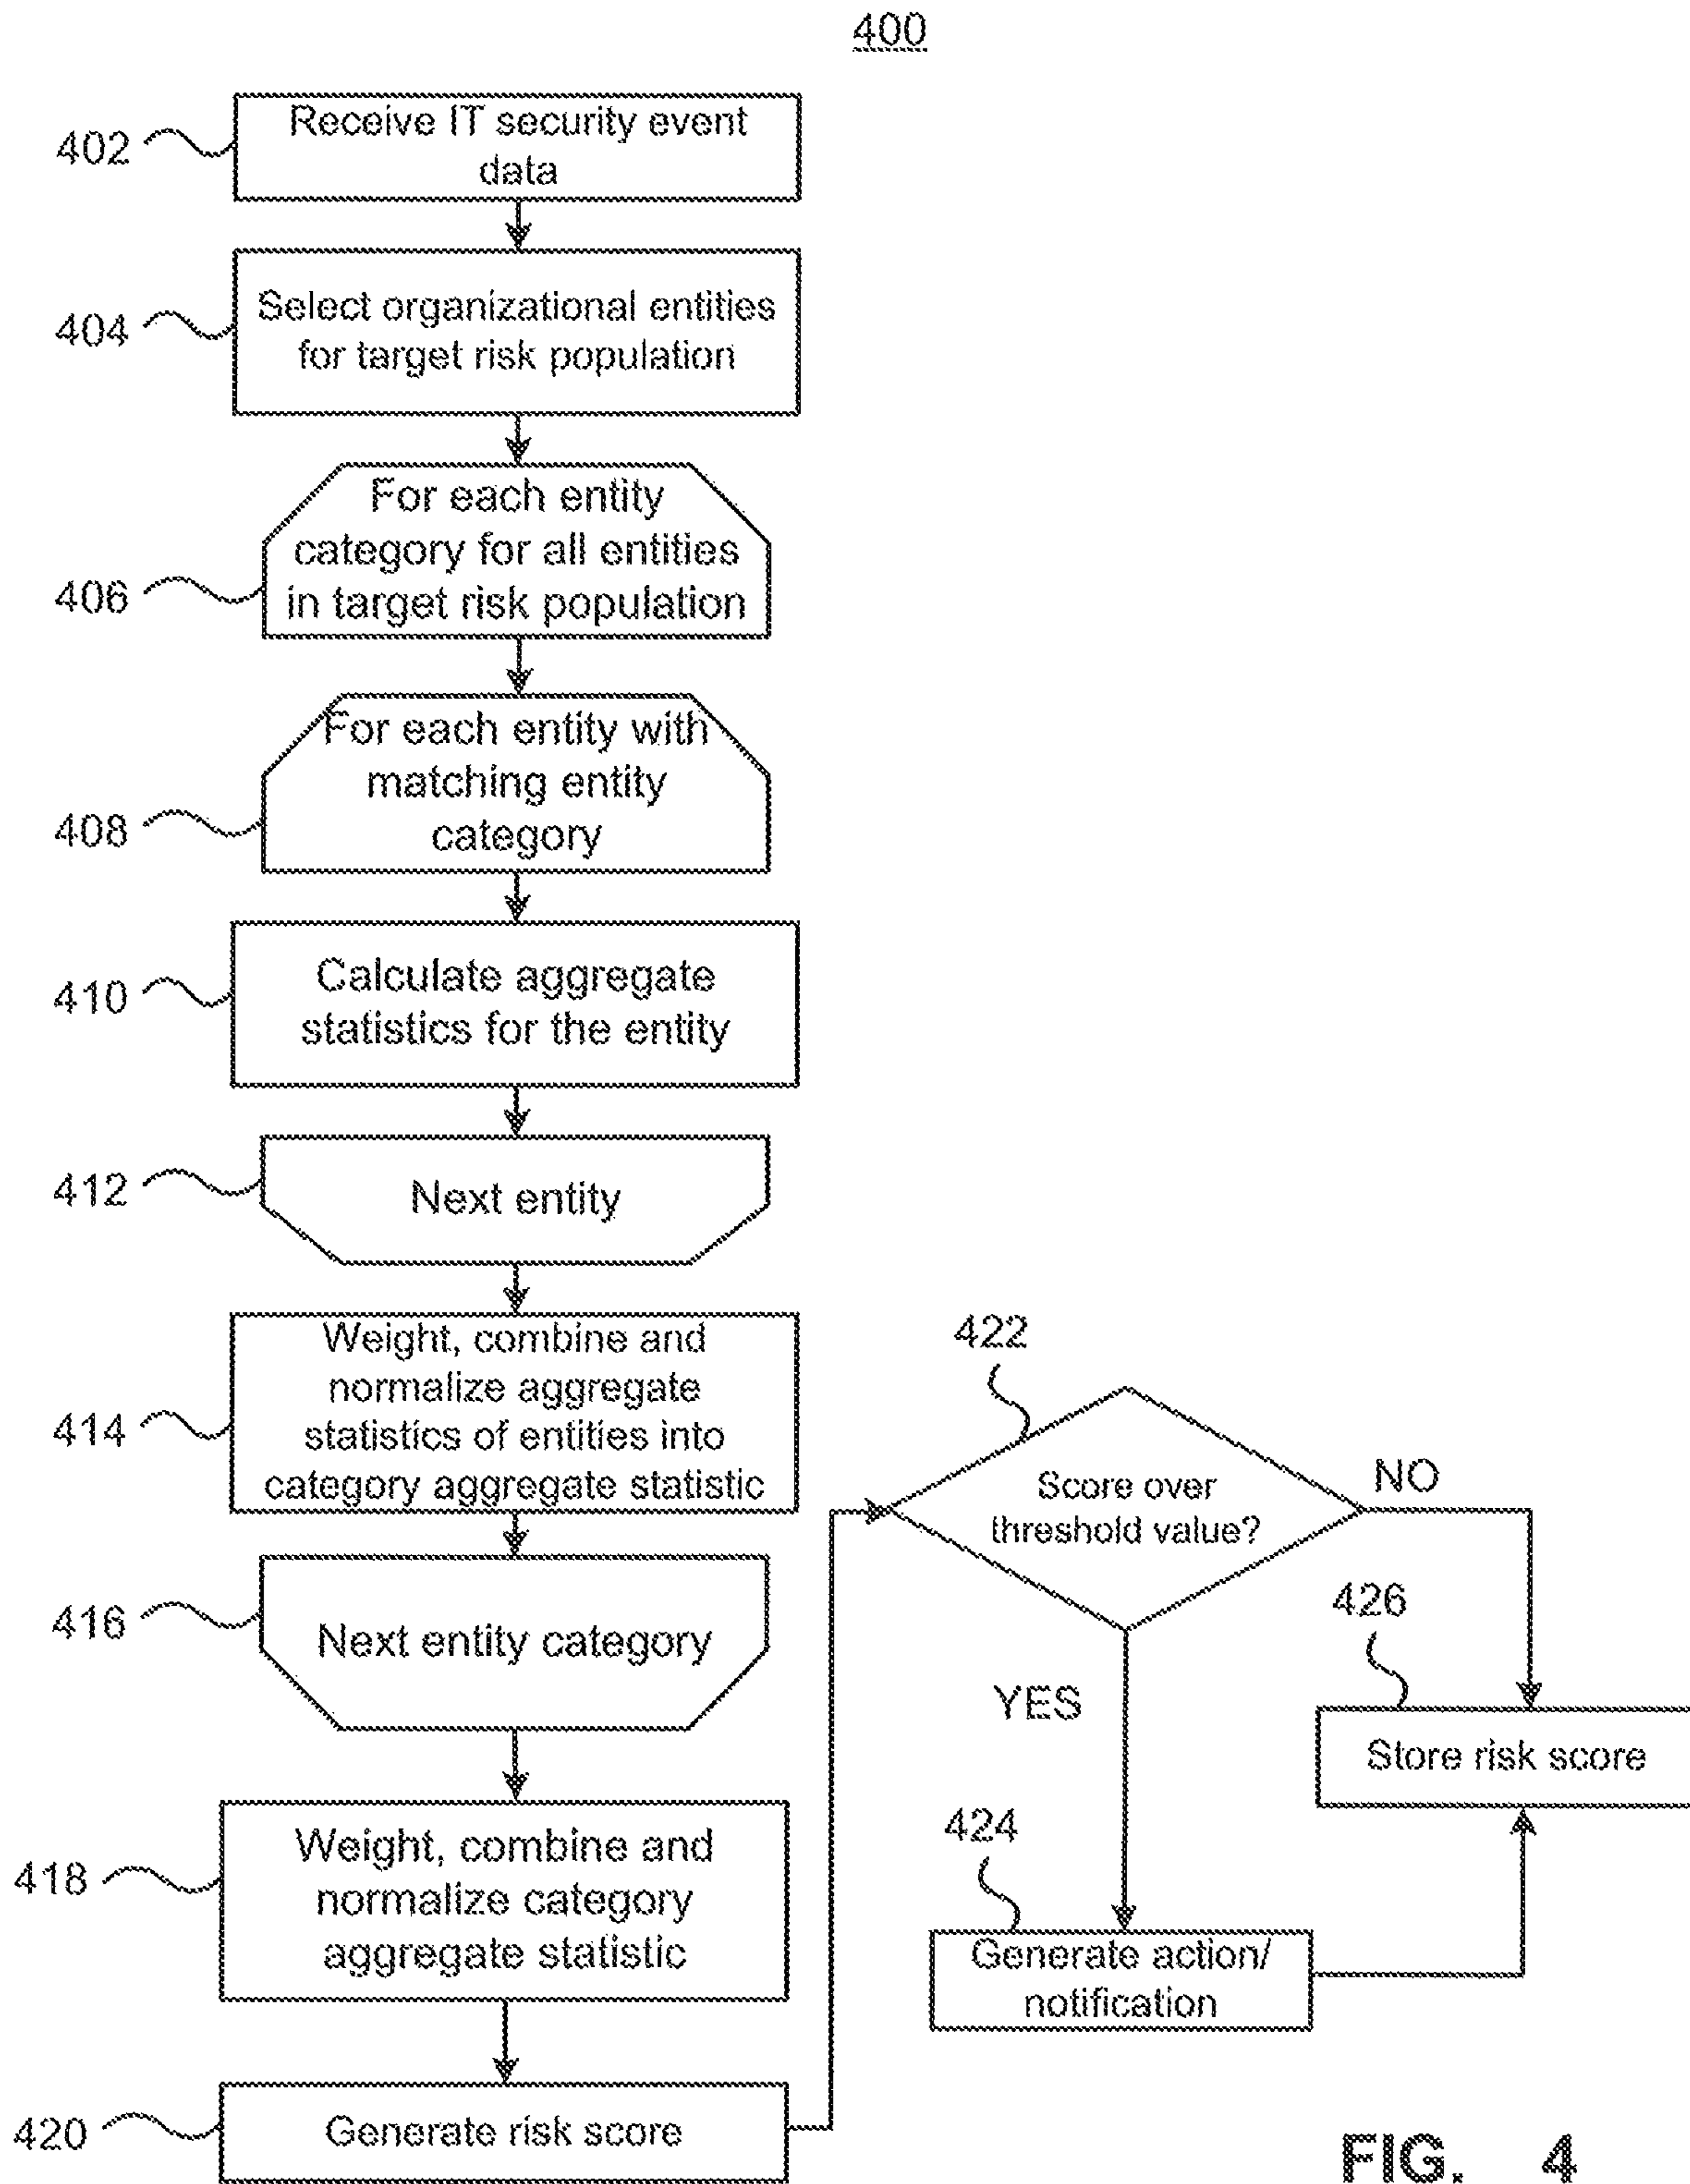 400
402
Receive IT security event
data
404
Select organizational entities
for target risk population
406
For each entity
category for all entities
in target risk population
408
For each entity with
matching entity
category
410
Calculate aggregate
statistics for the entity
412
Next entity
414
Weight, combine and
normalize aggregate
statistics of entities into
category aggregate statistic
416
Next entity category
418
Weight, combine and
normalize category
aggregate statistic
420
Generate risk score
422
Score over
threshold value?
NO
YES
426
Store risk score
424
Generate action/
notification
FIG. 4